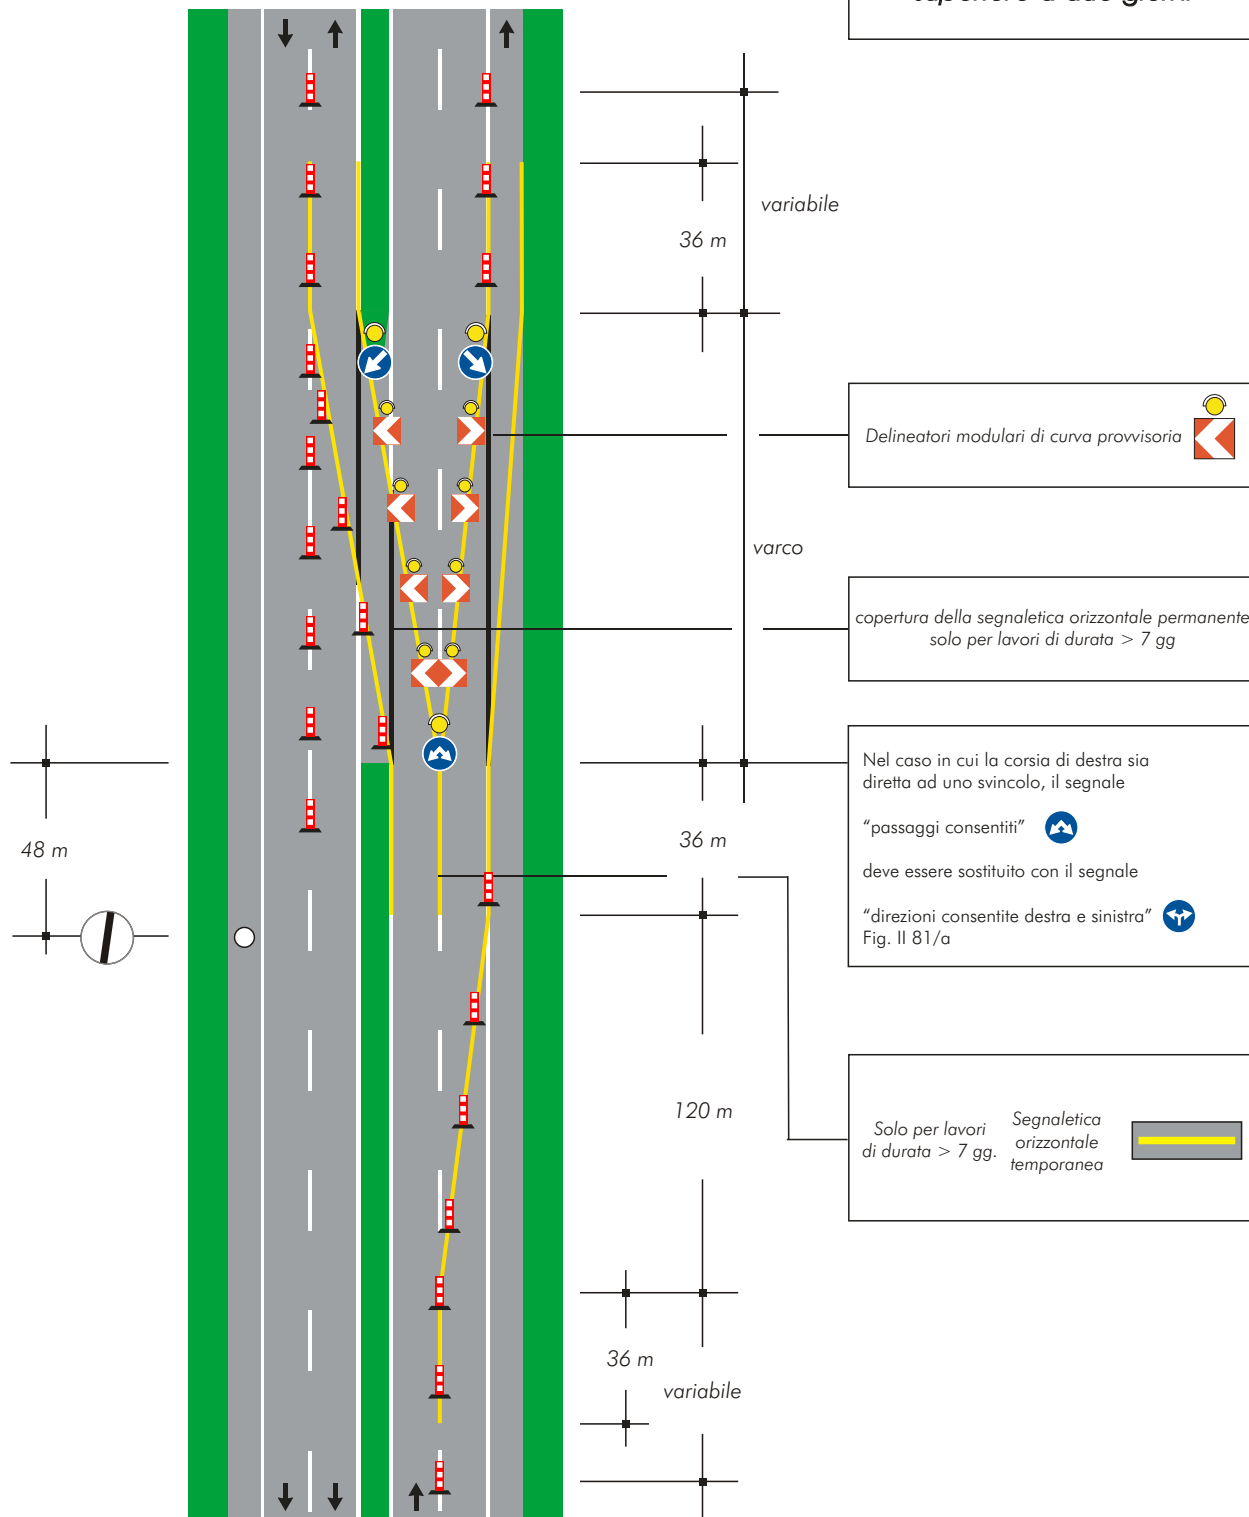 superiore a due giorni
variabile
36 m
Delineatori modulari di curva provvisoria
varco
copertura della segnaletica orizzontale permanente
solo per lavori di durata > 7 gg
Nel caso in cui la corsia di destra sia
diretta ad uno svincolo, il segnale
“passaggi consentiti”
deve essere sostituito con il segnale
“direzioni consentite destra e sinistra”
Fig. II 81/a
48 m
36 m
120 m
Solo per lavori
di durata > 7 gg.
Segnaletica
orizzontale
temporanea
36 m
variabile